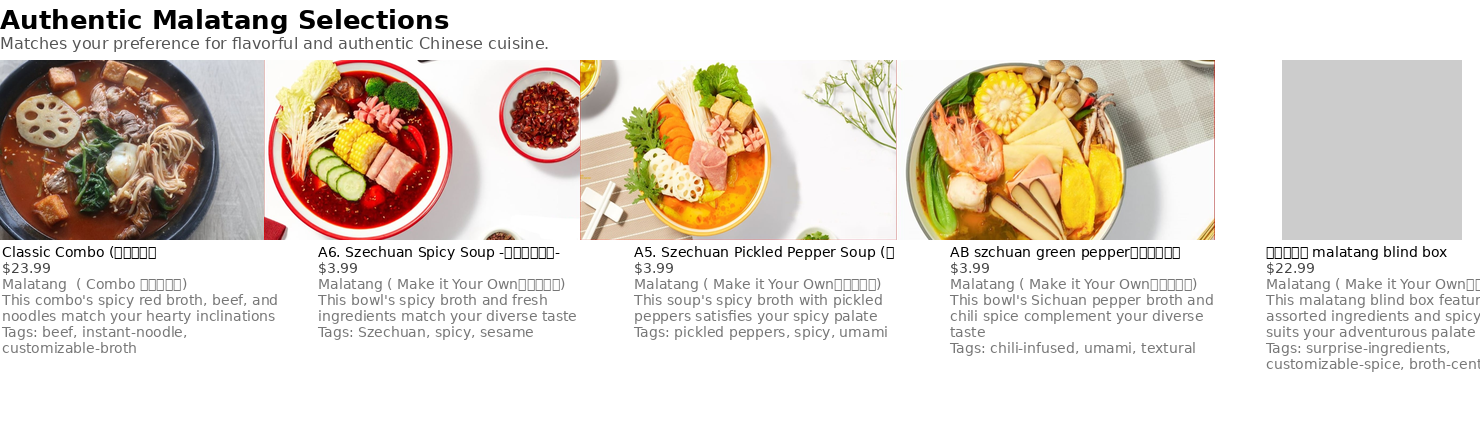 Authentic Malatang Selections
Matches your preference for flavorful and authentic Chinese cuisine.
Classic Combo (
$23.99
Malatang ( Combo )
This combo's spicy red broth, beef, and
noodles match your hearty inclinations
Tags: beef, instant-noodle,
customizable-broth
A6. Szechuan Spicy Soup --
$3.99
Malatang ( Make it Your Own)
This bowl's spicy broth and fresh
ingredients match your diverse taste
Tags: Szechuan, spicy, sesame
A5. Szechuan Pickled Pepper Soup (
$3.99
Malatang ( Make it Your Own)
This soup's spicy broth with pickled
peppers satisfies your spicy palate
Tags: pickled peppers, spicy, umami
AB szchuan green pepper
$3.99
Malatang ( Make it Your Own)
This bowl's Sichuan pepper broth and
chili spice complement your diverse
taste
Tags: chili-infused, umami, textural
malatang blind box
$22.99
Malatang ( Make it Your Own
This malatang blind box featur
assorted ingredients and spicy
suits your adventurous palate
Tags: surprise-ingredients,
customizable-spice, broth-cent